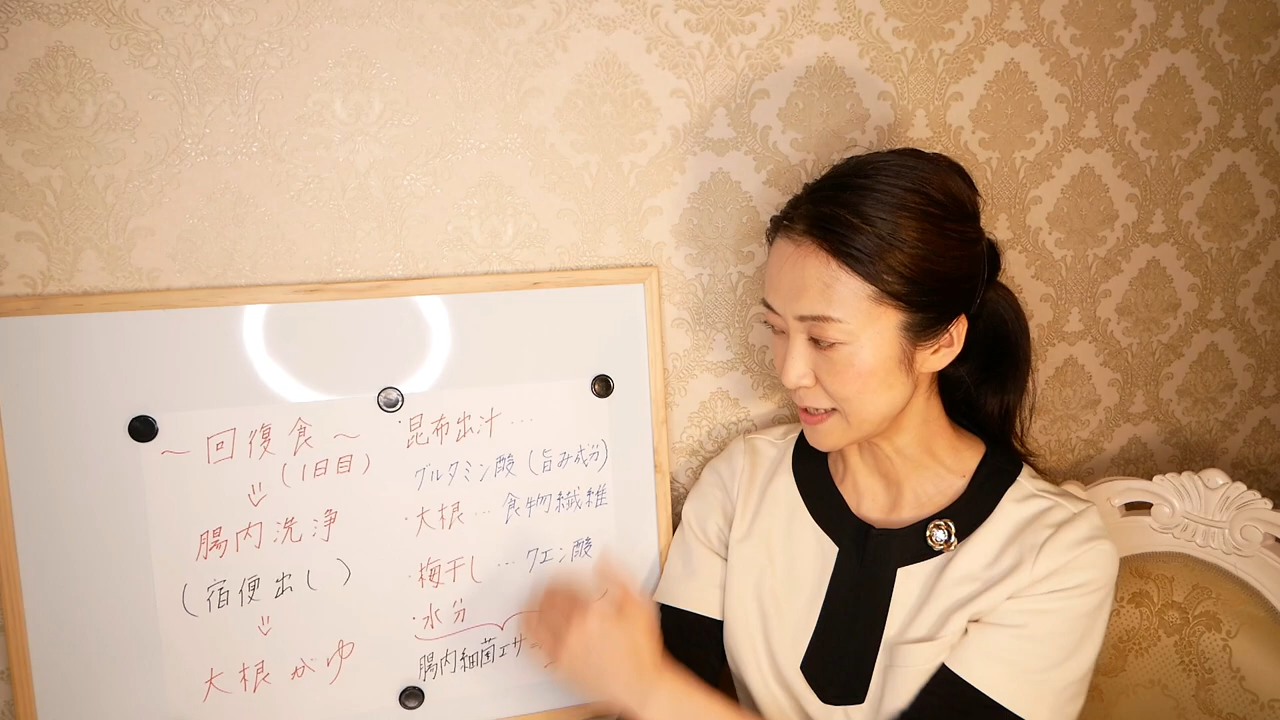 ～回復食～
(1日目)
腸内洗浄
(宿便出し)
大根がゆ
・昆布出汁…
グルタミン酸(旨み成分)
・大根…食物繊維
・梅干し…クエン酸
・水分
腸内細菌エサ